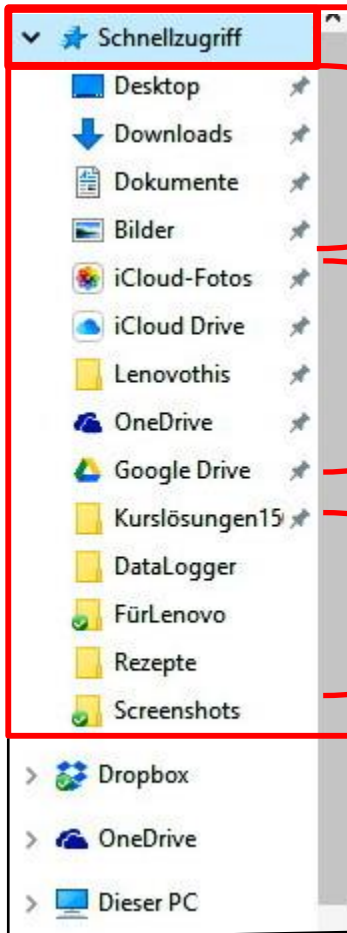 Schnellzugriff
Desktop
Downloads
Dokumente
Bilder
iCloud-Fotos
iCloud Drive
Lenovothis
OneDrive
Google Drive
Kurslösungen15
DataLogger
FürLenovo
Rezepte
Screenshots
Dropbox
OneDrive
Dieser PC